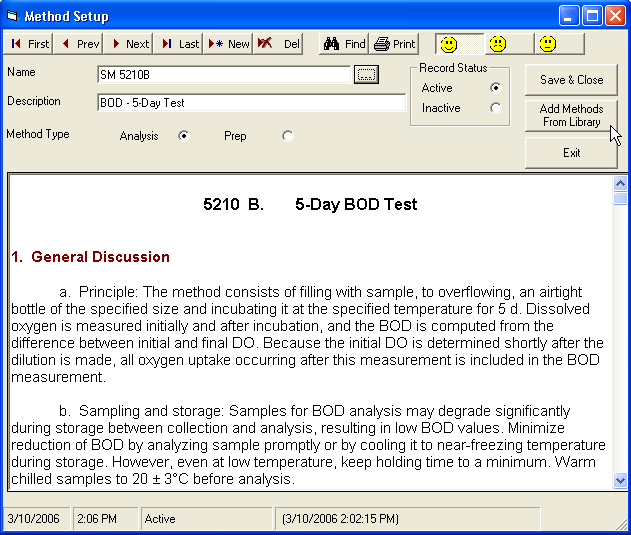 Method Setup
First Prev Next Last New Del Find Print
Name SM 5210B ... Record Status Save & Close
Description BOD - 5-Day Test Active
Inactive
Add Methods
From Library
Method Type Analysis Prep
Exit
5210 B. 5-Day BOD Test
1. General Discussion
a. Principle: The method consists of filling with sample, to overflowing, an airtight
bottle of the specified size and incubating it at the specified temperature for 5 d. Dissolved
oxygen is measured initially and after incubation, and the BOD is computed from the
difference between initial and final DO. Because the initial DO is determined shortly after the
dilution is made, all oxygen uptake occurring after this measurement is included in the BOD
measurement.
b. Sampling and storage: Samples for BOD analysis may degrade significantly
during storage between collection and analysis, resulting in low BOD values. Minimize
reduction of BOD by analyzing sample promptly or by cooling it to near-freezing temperature
during storage. However, even at low temperature, keep holding time to a minimum. Warm
chilled samples to 20 ± 3°C before analysis.
3/10/2006 2:06 PM Active (3/10/2006 2:02:15 PM)